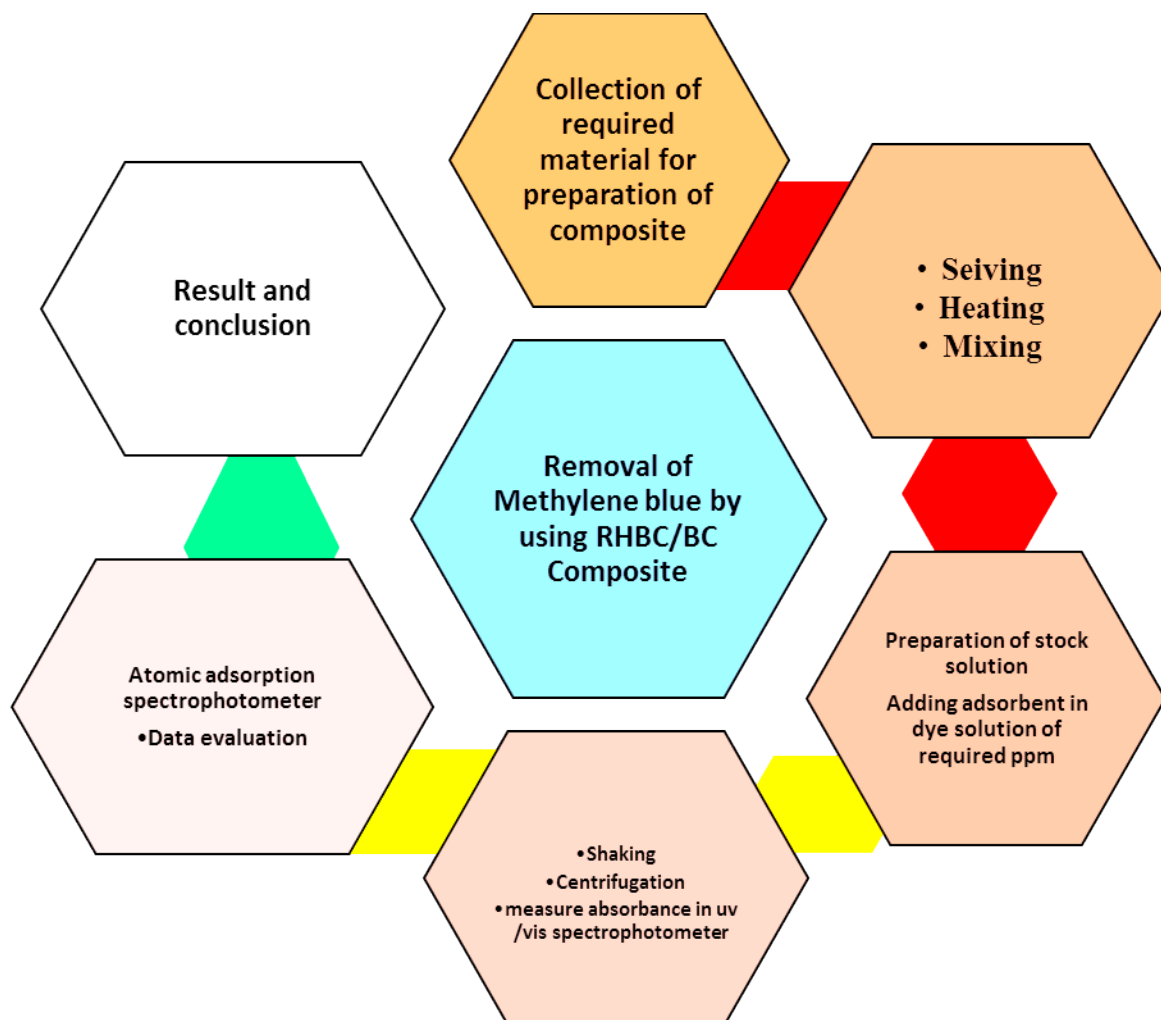 Collection of
required
material for
preparation of
composite
• Seiving
• Heating
• Mixing
Preparation of stock
solution
Adding adsorbent in
dye solution of
required ppm
•Shaking
•Centrifugation
•measure absorbance in uv
/vis spectrophotometer
Atomic adsorption
spectrophotometer
•Data evaluation
Result and
conclusion
Removal of
Methylene blue by
using RHBC/BC
Composite